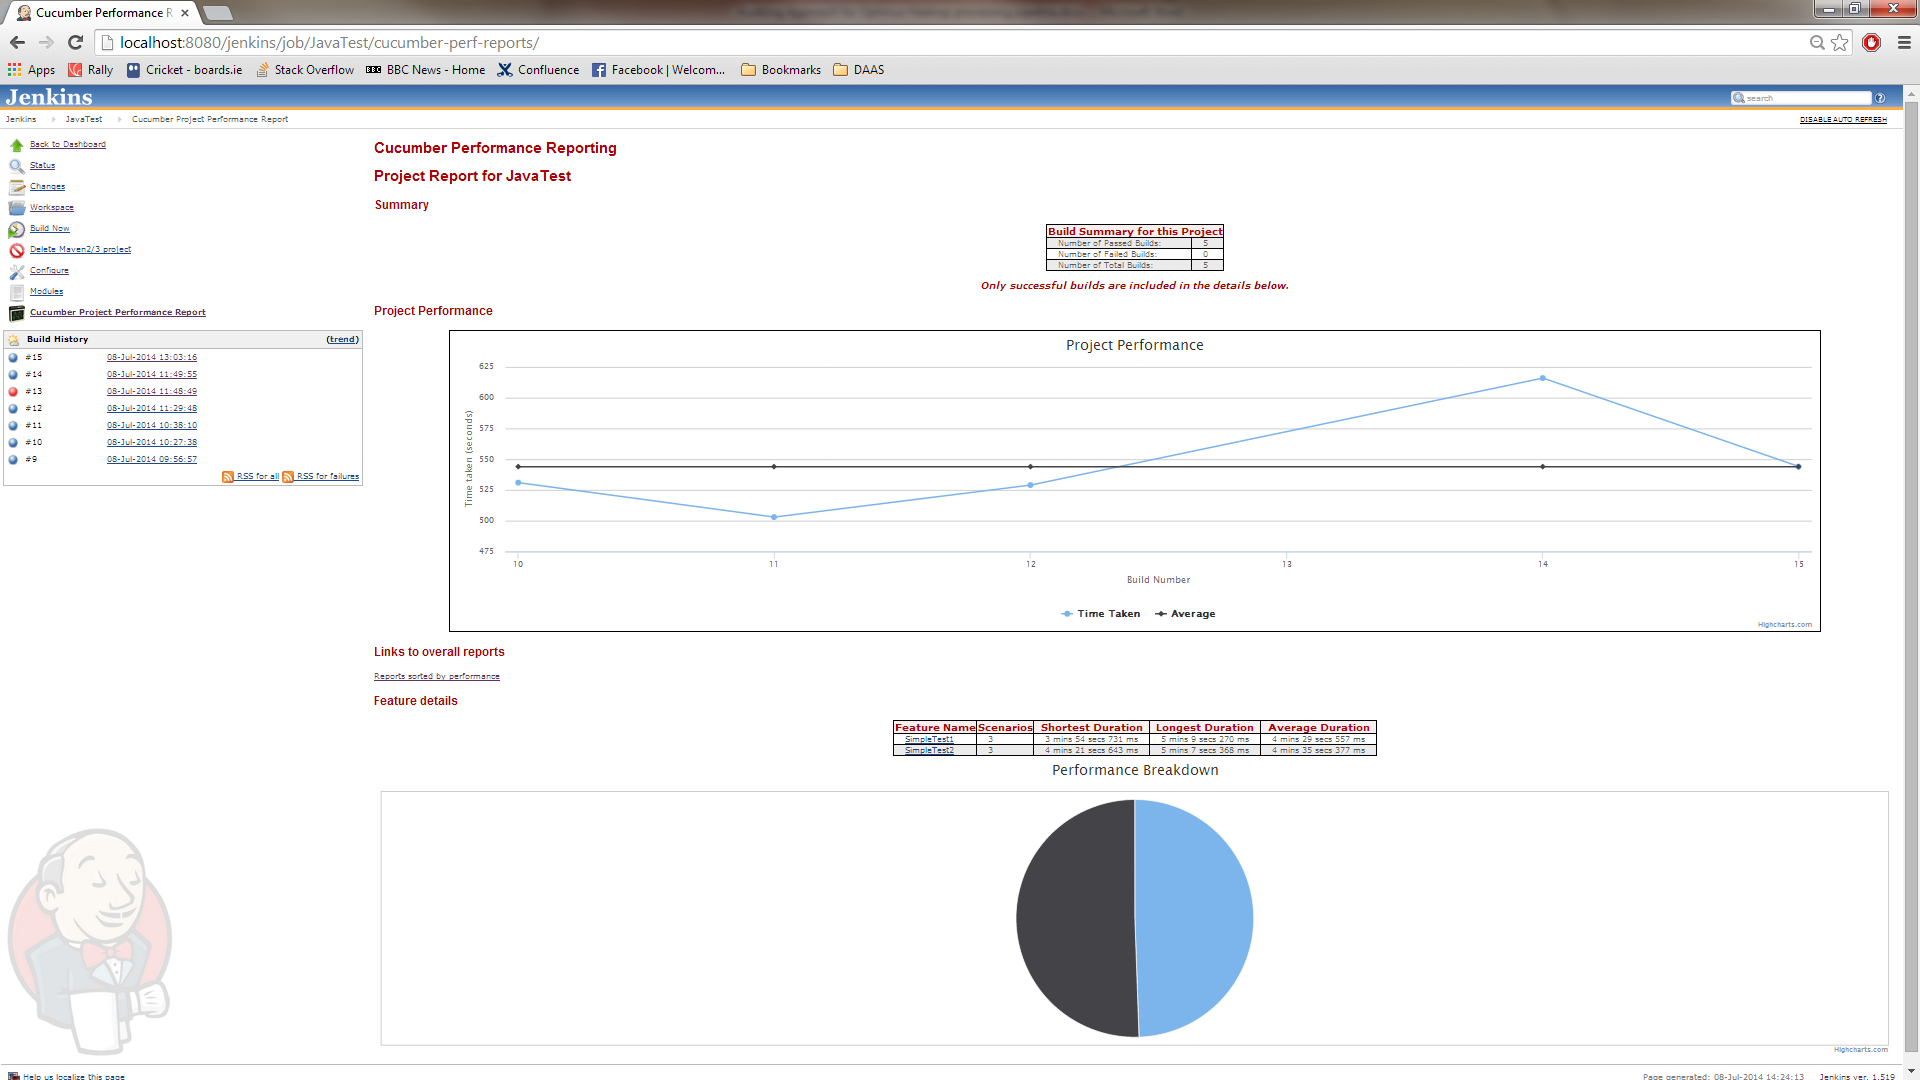 Cucumber Performance R
localhost:8080/jenkins/job/JavaTest/cucumber-perf-reports/
Apps Rally Cricket - boards.ie Stack Overflow BBC News - Home Confluence Facebook | Welcom... Bookmarks DAAS
Jenkins
search
Jenkins JavaTest Cucumber Project Performance Report
DISABLE AUTO REFRESH
Back to Dashboard
Status
Changes
Workspace
Build Now
Delete Maven2/3 project
Configure
Modules
Cucumber Project Performance Report
Build History (trend)
#15 08-Jul-2014 13:03:16
#14 08-Jul-2014 11:49:55
#13 08-Jul-2014 11:48:49
#12 08-Jul-2014 11:29:48
#11 08-Jul-2014 10:38:10
#10 08-Jul-2014 10:27:38
#9 08-Jul-2014 09:56:57
RSS for all RSS for failures
Cucumber Performance Reporting
Project Report for JavaTest
Summary
Build Summary for this Project
Number of Passed Builds: 5
Number of Failed Builds: 0
Number of Total Builds: 5
Only successful builds are included in the details below.
Project Performance
Project Performance
Time taken (seconds)
625
600
575
550
525
500
475
10 11 12 13 14 15
Build Number
Time Taken Average
Highcharts.com
Links to overall reports
Reports sorted by performance
Feature details
Feature Name Scenarios Shortest Duration Longest Duration Average Duration
SimpleTest1 3 3 mins 54 secs 731 ms 5 mins 9 secs 270 ms 4 mins 29 secs 557 ms
SimpleTest2 3 4 mins 21 secs 643 ms 5 mins 7 secs 368 ms 4 mins 35 secs 377 ms
Performance Breakdown
Highcharts.com
Help us localize this page
Page generated: 08-Jul-2014 14:24:13 Jenkins ver. 1.519